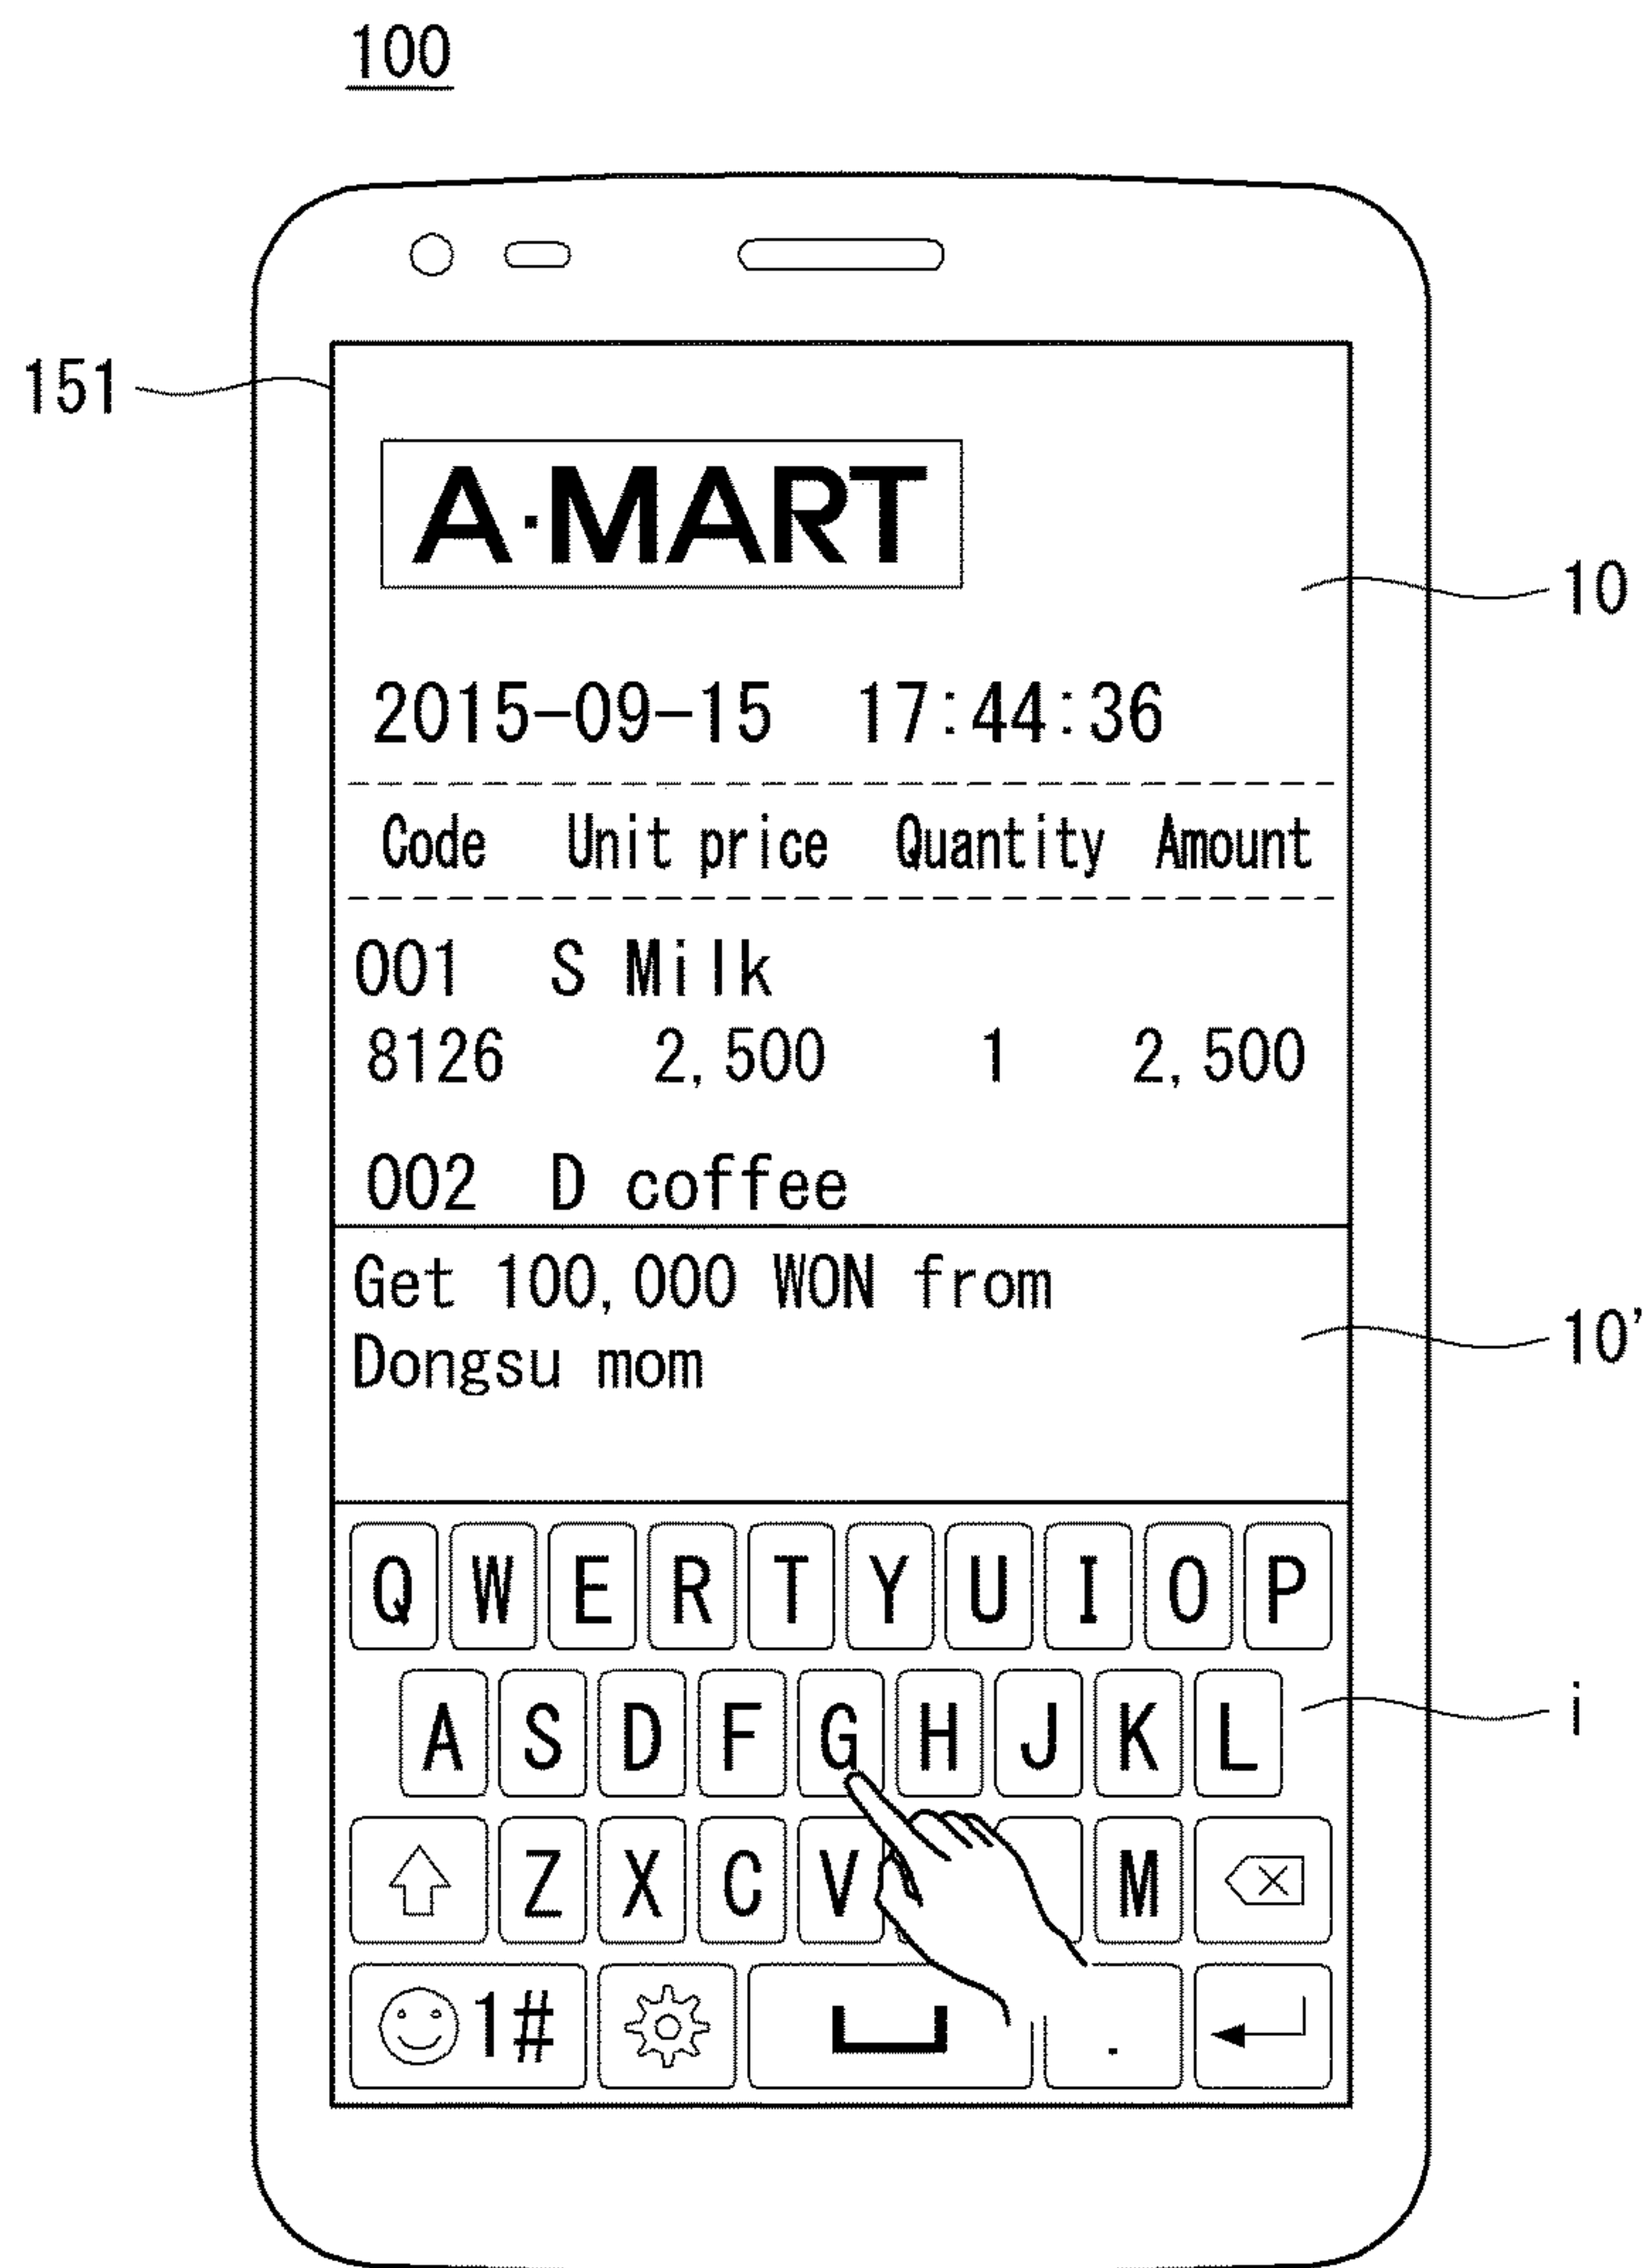 100
151
A·MART
10
2015-09-15 17:44:36
Code Unit price Quantity Amount
001 S Milk
8126 2,500 1 2,500
002 D coffee
Get 100,000 WON from
Dongsu mom
10'
Q W E R T Y U I O P
A S D F G H J K L
i
Z X C V M
1# .